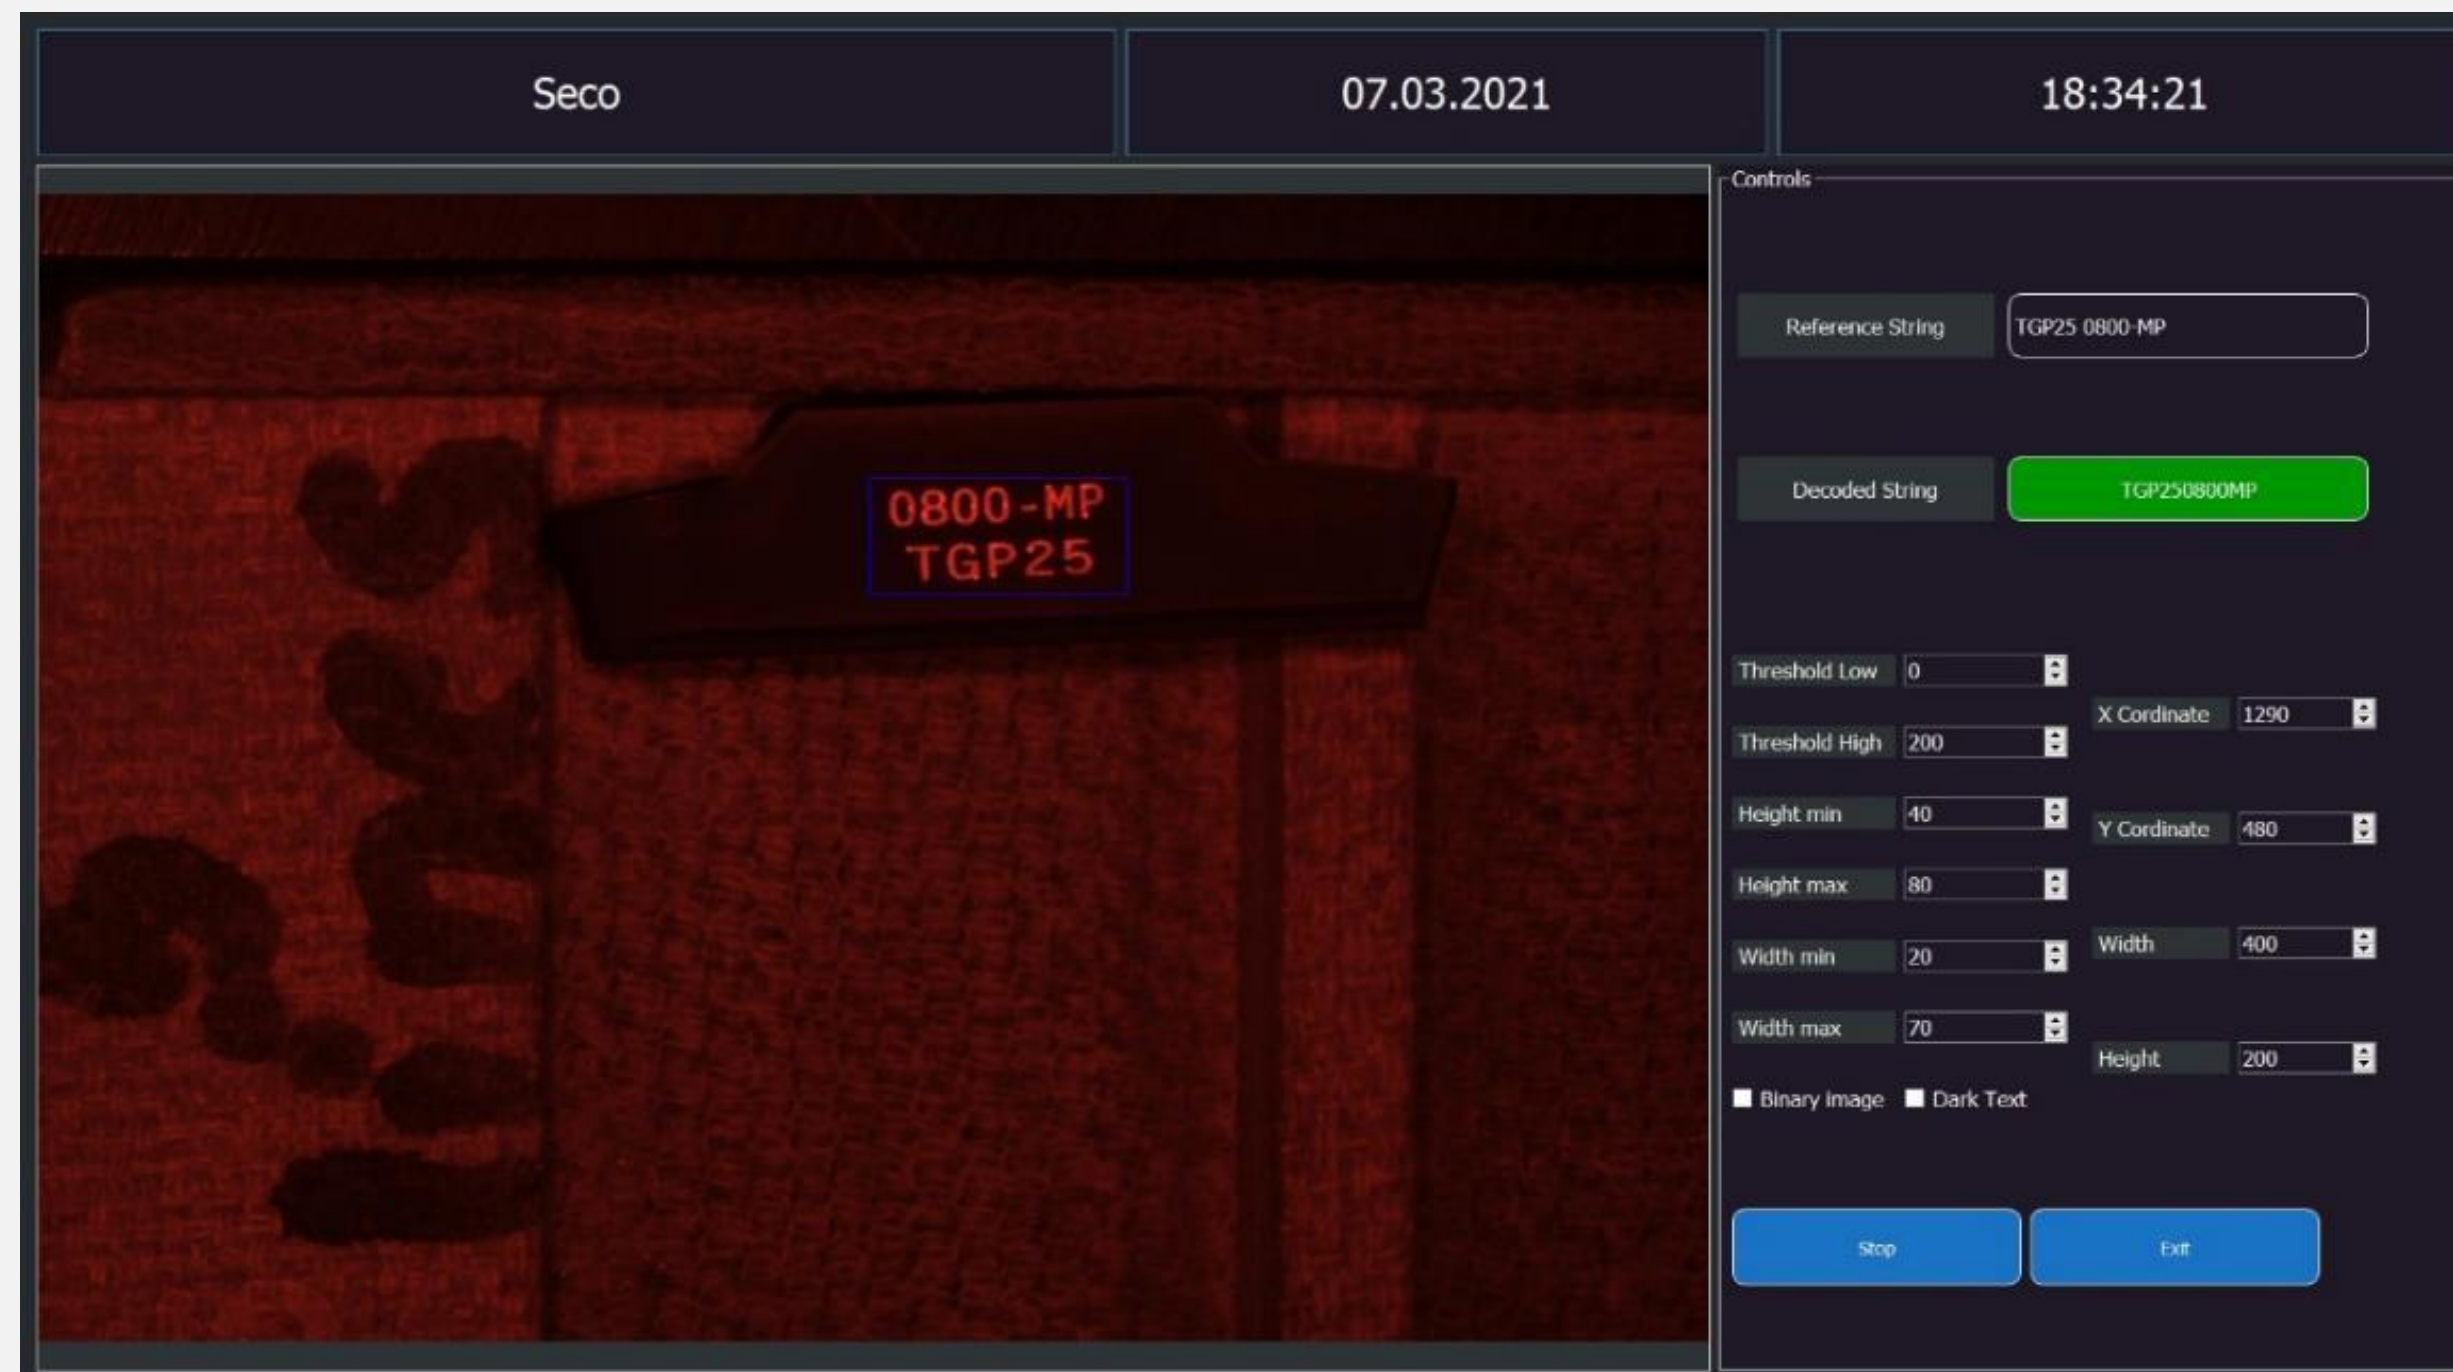 Seco
07.03.2021
18:34:21
0800-MP
TGP25
Controls
Reference String
TGP25 0800-MP
Decoded String
TGP250800MP
Threshold Low 0
Threshold High 200
Height min 40
Height max 80
Width min 20
Width max 70
X Cordinate 1290
Y Cordinate 480
Width 400
Height 200
Binary image
Dark Text
Stop
Exit